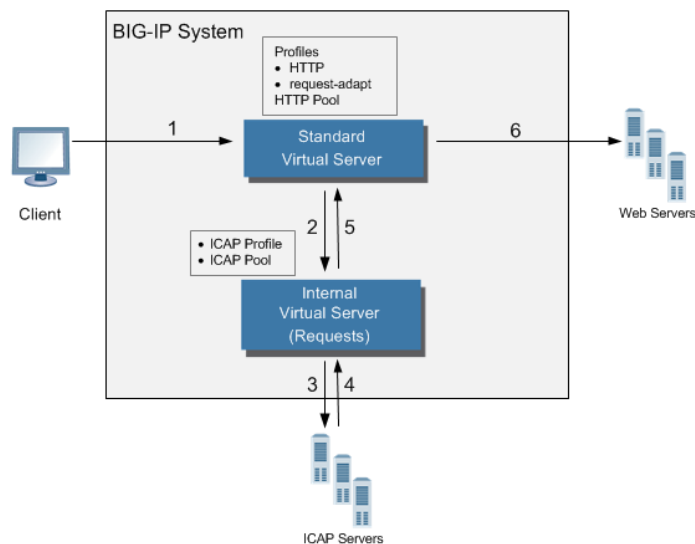 BIG-IP System
Profiles
• HTTP
• request-adapt
HTTP Pool
1
Standard
Virtual Server
6
Client
Web Servers
2
5
• ICAP Profile
• ICAP Pool
Internal
Virtual Server
(Requests)
3
4
ICAP Servers